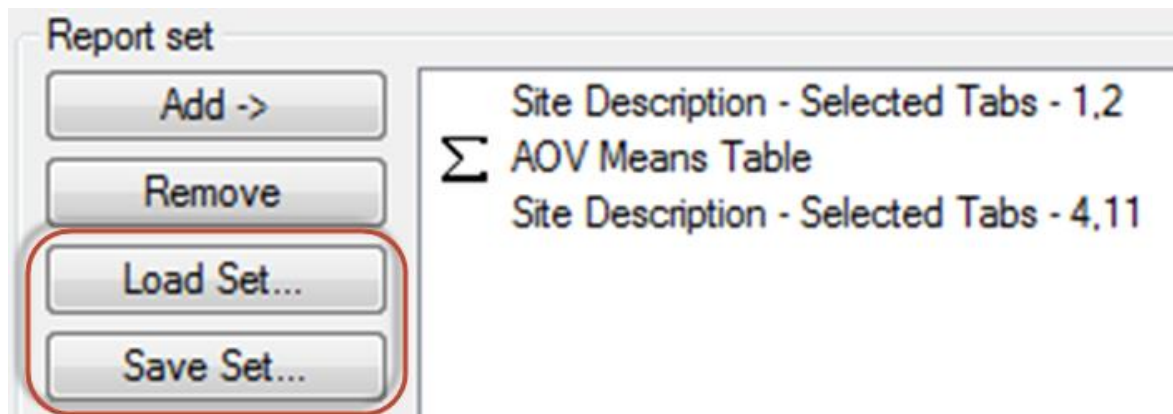 Report set
Add ->
Remove
Load Set...
Save Set...
Site Description - Selected Tabs - 1,2
Σ AOV Means Table
Site Description - Selected Tabs - 4,11